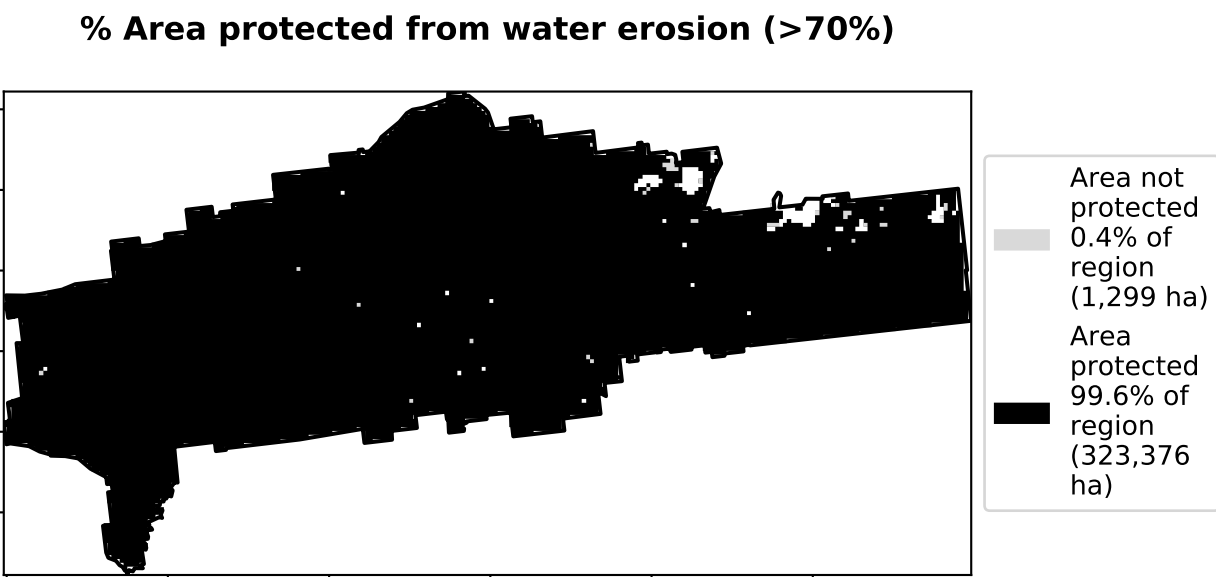 % Area protected from water erosion (>70%)
Area not
protected
0.4% of
region
(1,299 ha)
Area
protected
99.6% of
region
(323,376
ha)